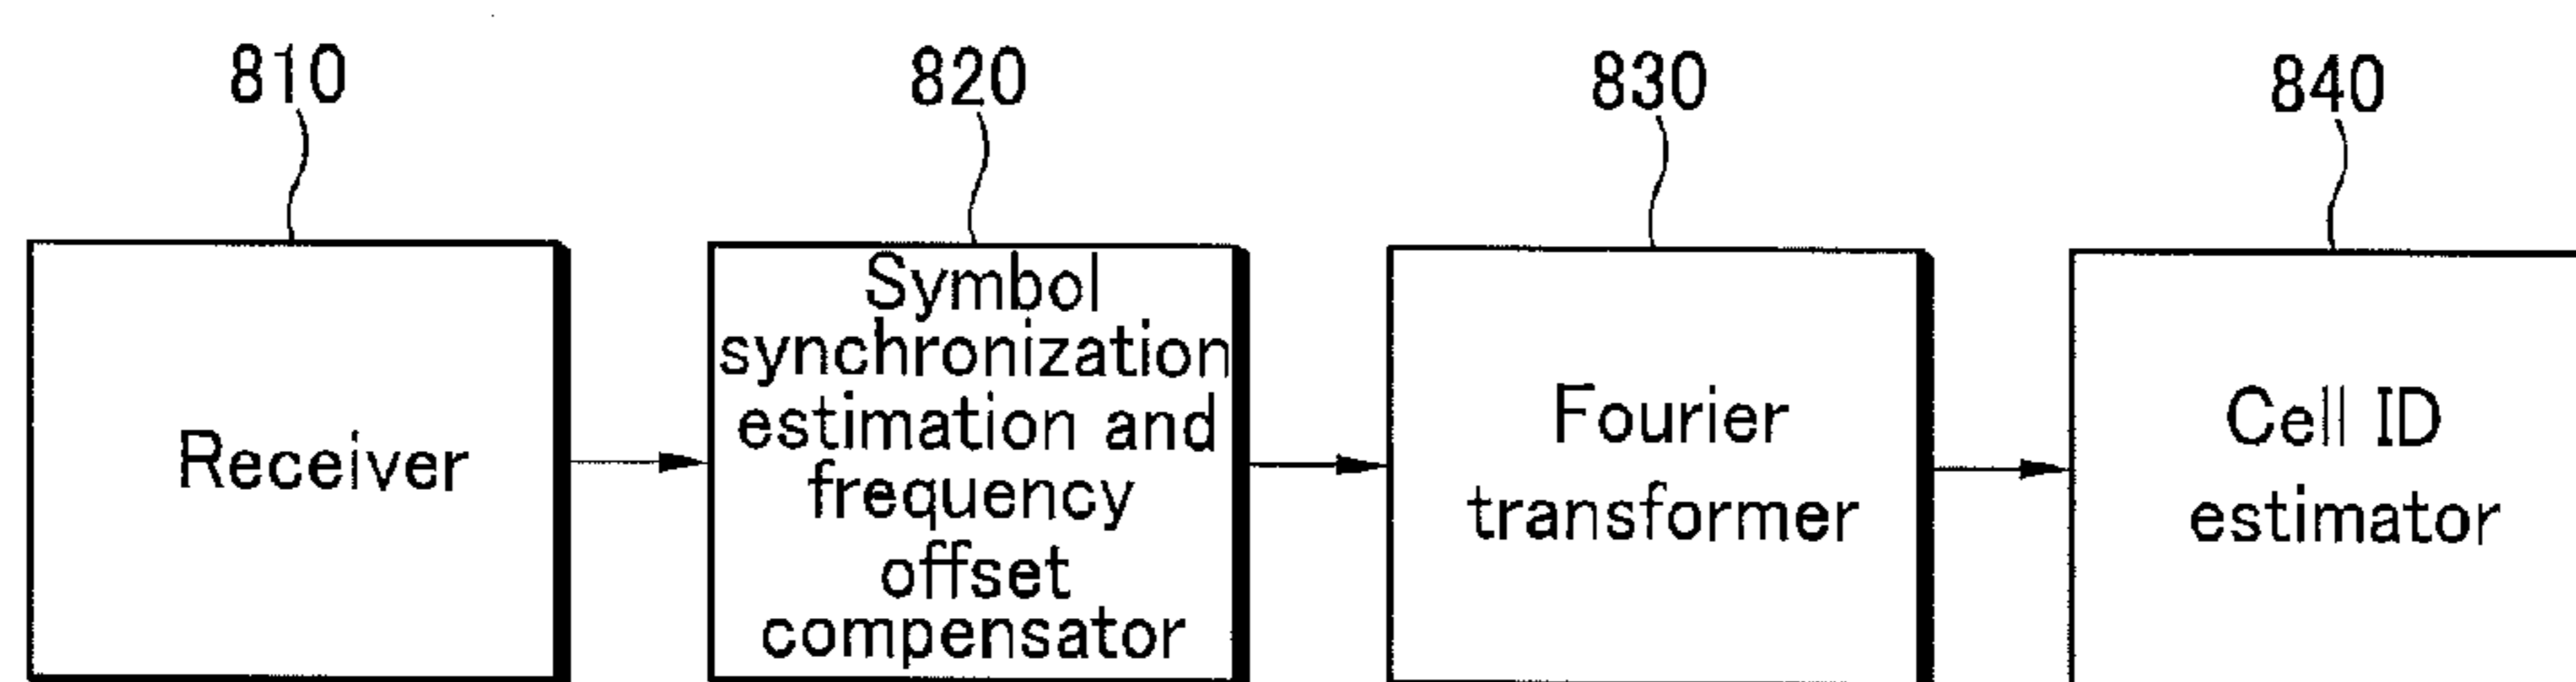 810
820
830
840
Receiver
Symbol
synchronization
estimation and
frequency
offset
compensator
Fourier
transformer
Cell ID
estimator